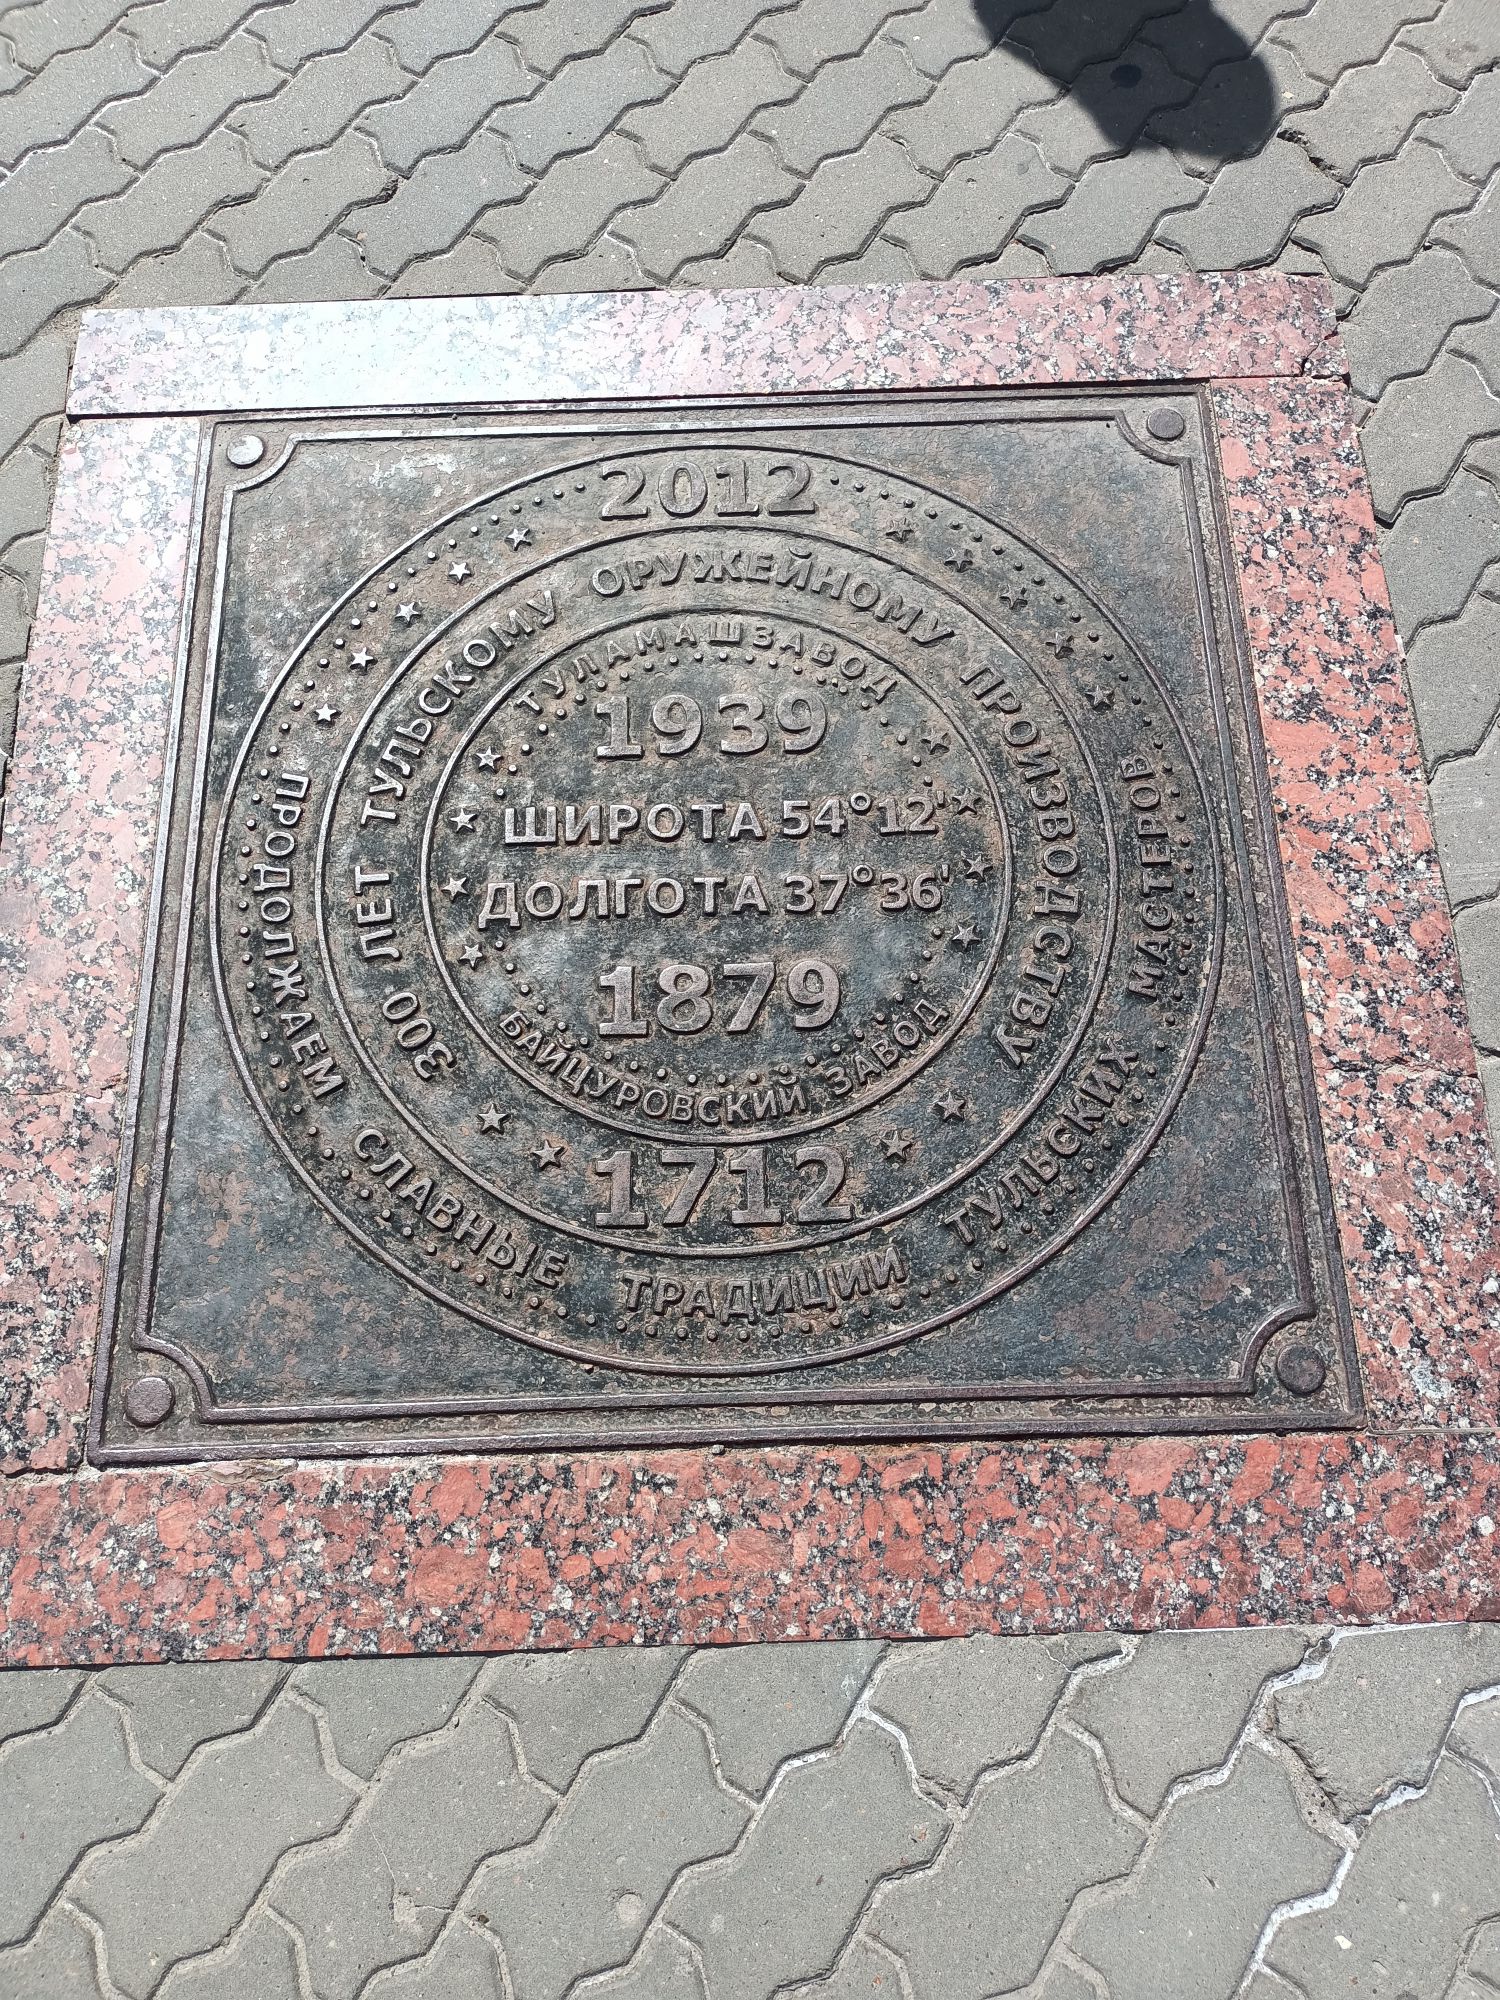 2012
300 ЛЕТ ТУЛЬСКОМУ ОРУЖЕЙНОМУ ПРОИЗВОДСТВУ
ТУЛАМАШЗАВОД
1939
ШИРОТА 54°12'
ДОЛГОТА 37°36'
1879
БАЙЦУРОВСКИЙ ЗАВОД
1712
ПРОДОЛЖАЕМ СЛАВНЫЕ ТРАДИЦИИ ТУЛЬСКИХ МАСТЕРОВ